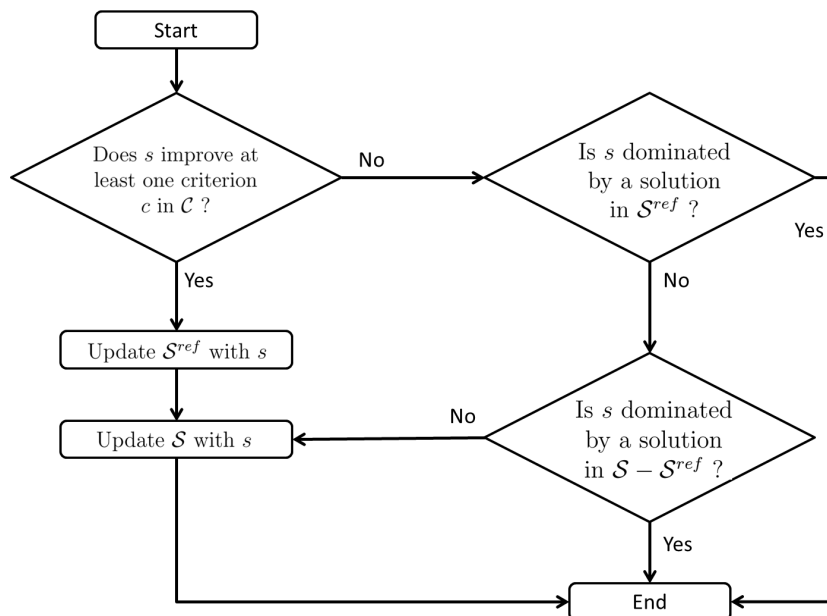 Start
Does s improve at
least one criterion
c in C ?
No
Is s dominated
by a solution
in S^ref ?
Yes
Yes
No
Update S^ref with s
Update S with s
No
Is s dominated
by a solution
in S − S^ref ?
Yes
End